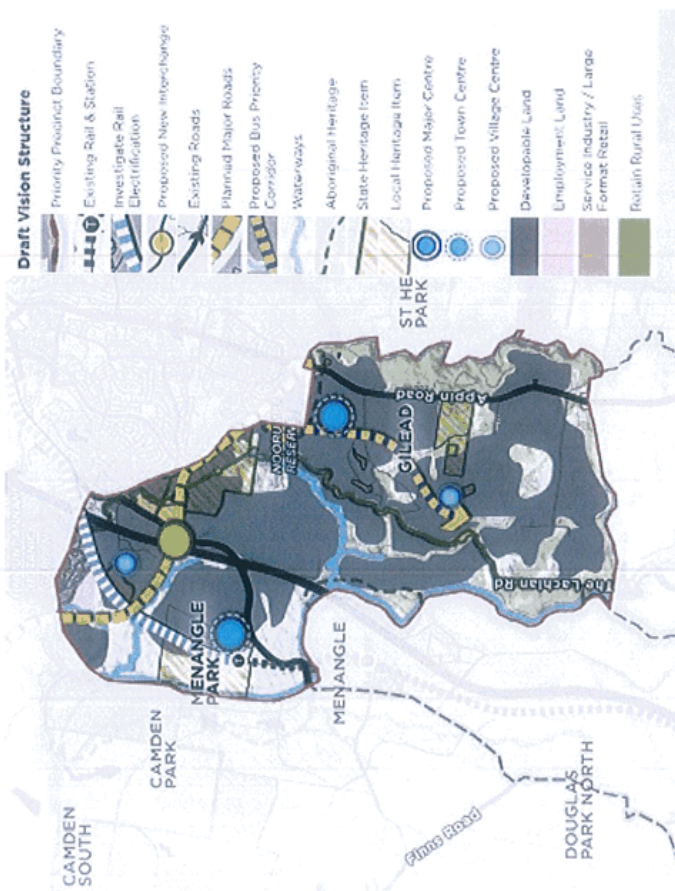 Draft Vision Structure
Priority Precinct Boundary
Existing Rail & Station
Investigate Rail
Electrification
Proposed New Interchange
Existing Roads
Planned Major Roads
Proposed Bus Priority
Corridor
Waterways
Aboriginal Heritage
State Heritage Item
Local Heritage Item
Proposed Major Centre
Proposed Town Centre
Proposed Village Centre
Developable Land
Employment Land
Service Industry / Large
Format Retail
Retain Rural Uses
CAMDEN
SOUTH
CAMDEN
PARK
MENANGLE
PARK
MENANGLE
NOORU
RESERV
GILEAD
Appin Road
ST HE
PARK
The Lachlan Rd
Finns Road
DOUGLAS
PARK NORTH
T
T